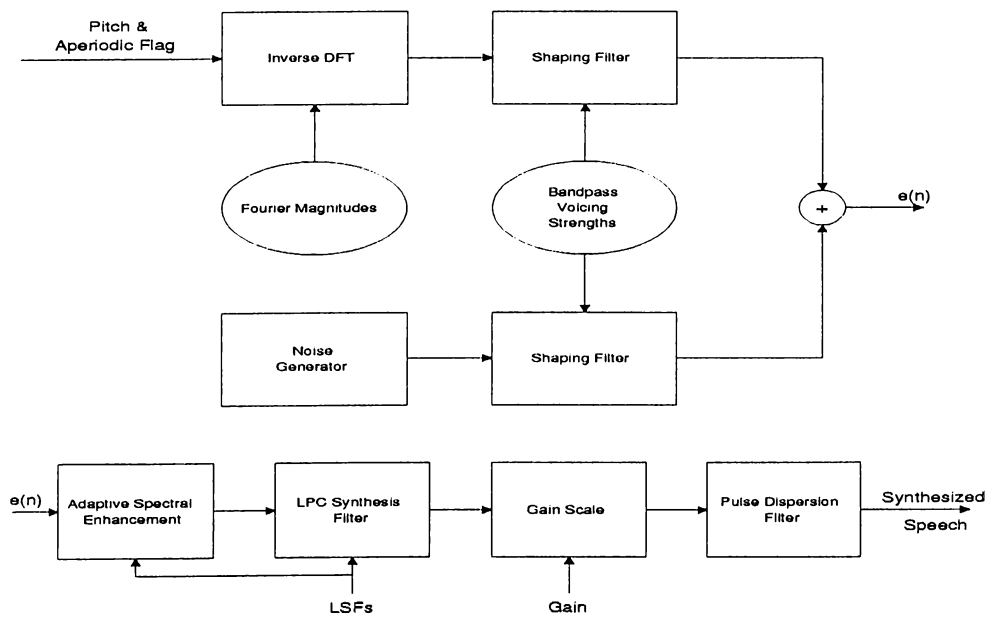 Pitch &
Aperiodic Flag
Inverse DFT
Shaping Filter
Fourier Magnitudes
Bandpass
Voicing
Strengths
+
e(n)
Noise
Generator
Shaping Filter
e(n)
Adaptive Spectral
Enhancement
LPC Synthesis
Filter
Gain Scale
Pulse Dispersion
Filter
Synthesized
Speech
LSFs
Gain